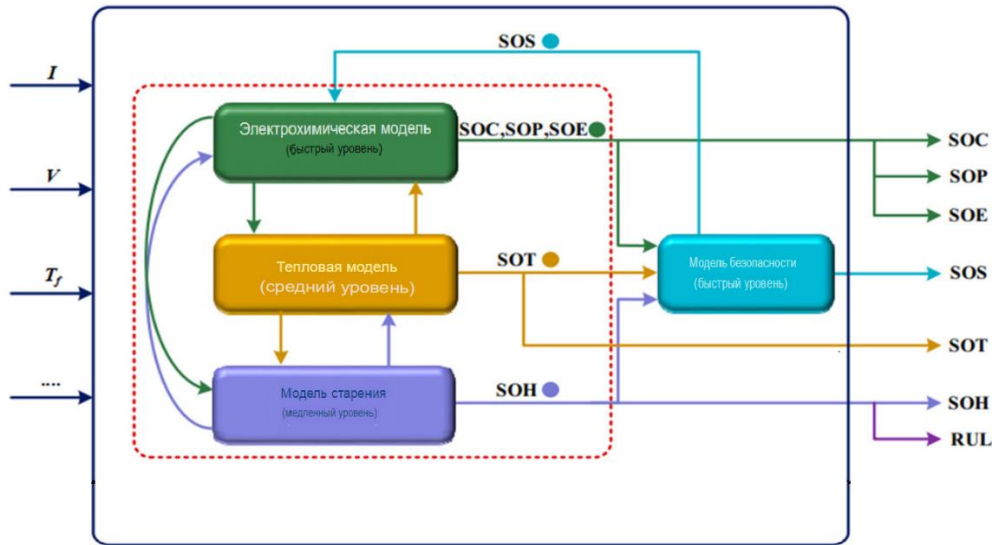 SOS
I
Электрохимическая модель
(быстрый уровень)
SOC,SOP,SOE
SOC
SOP
V
SOE
Тепловая модель
(средний уровень)
SOT
Модель безопасности
(быстрый уровень)
SOS
T_f
SOT
Модель старения
(медленный уровень)
SOH
....
SOH
RUL